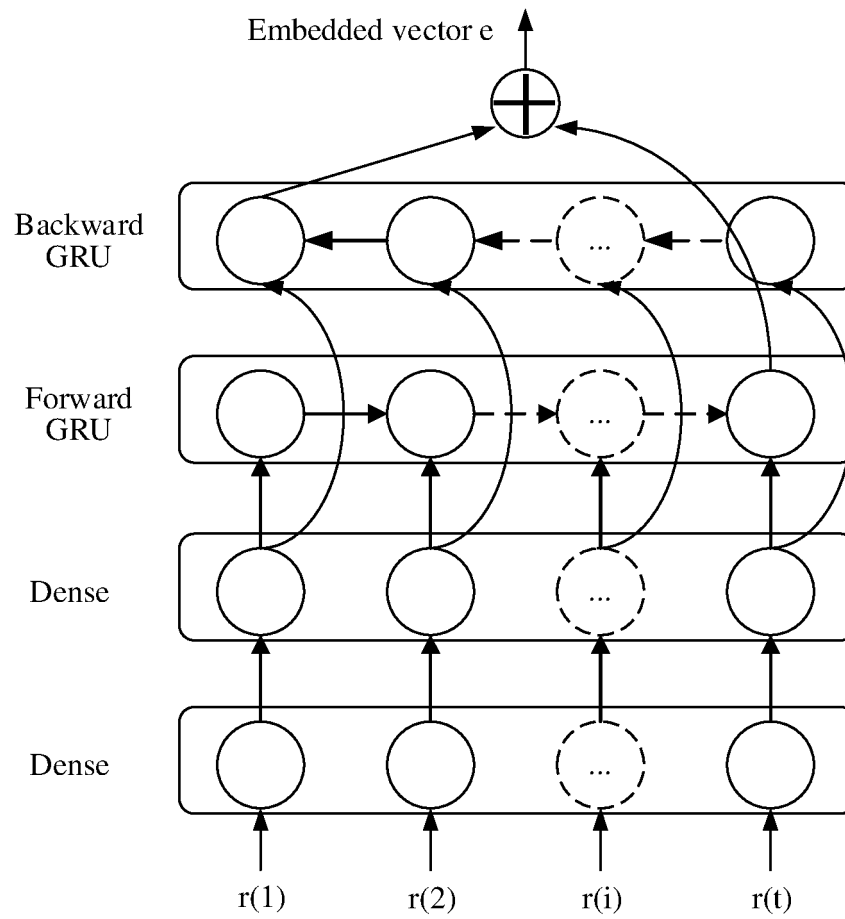 Embedded vector e
Backward
GRU
...
Forward
GRU
...
Dense
...
Dense
...
r(1) r(2) r(i) r(t)